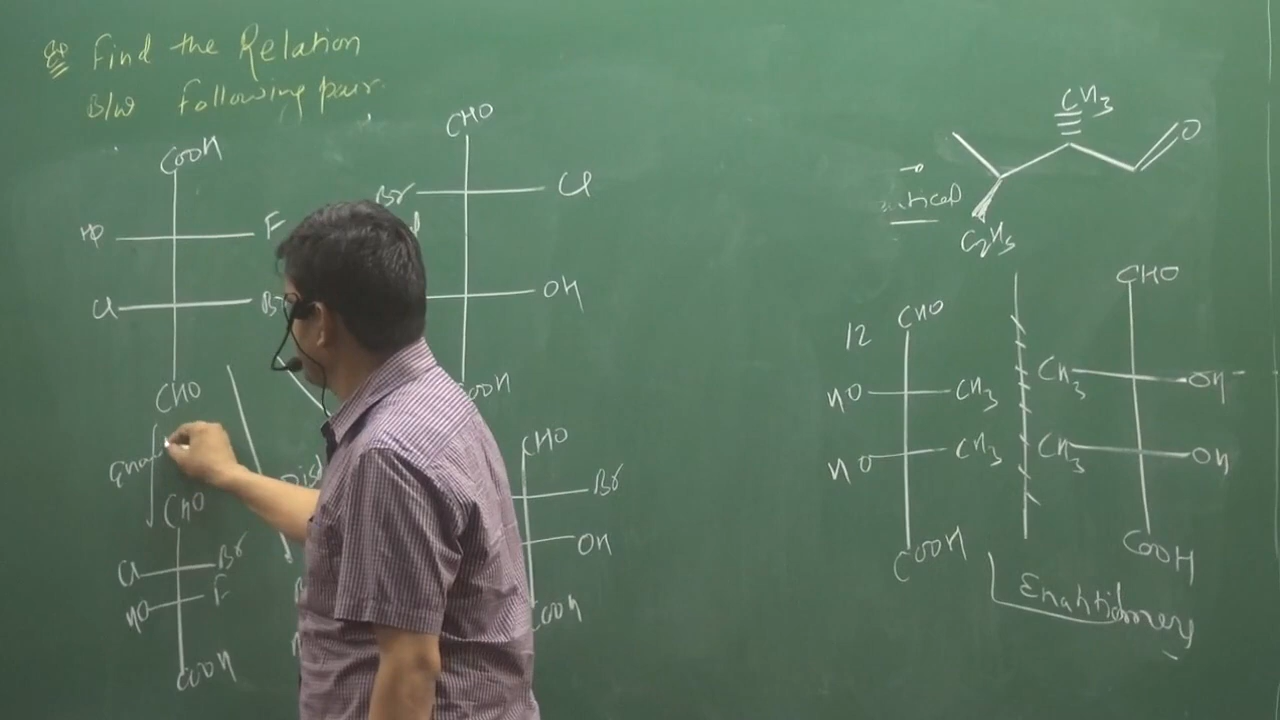 Find the Relation
B/w following pair.
COOH
HO
F
Cl
Br
CHO
CHO
Br
Cl
OH
COOH
CHO
Cl
Br
HO
F
COOH
CHO
Br
OH
COOH
CH3
O
C2H5
12
CHO
HO
CH3
HO
CH3
COOH
CHO
CH3
OH
CH3
OH
COOH
Enantiomer